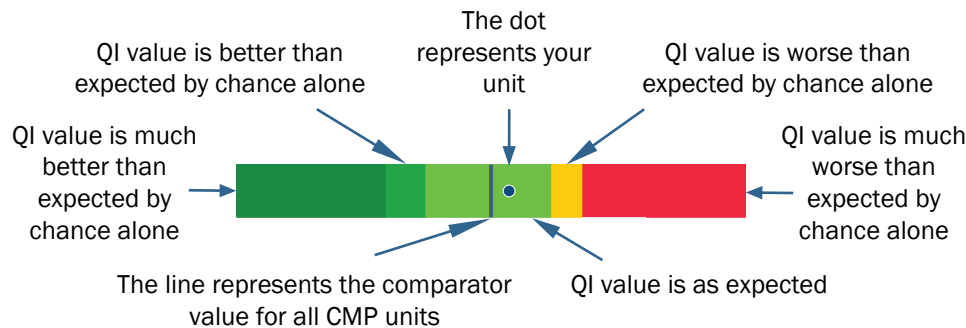 The dot
represents your
unit
QI value is better than
expected by chance alone
QI value is worse than
expected by chance alone
QI value is much
better than
expected by
chance alone
QI value is much
worse than
expected by
chance alone
The line represents the comparator
value for all CMP units
QI value is as expected